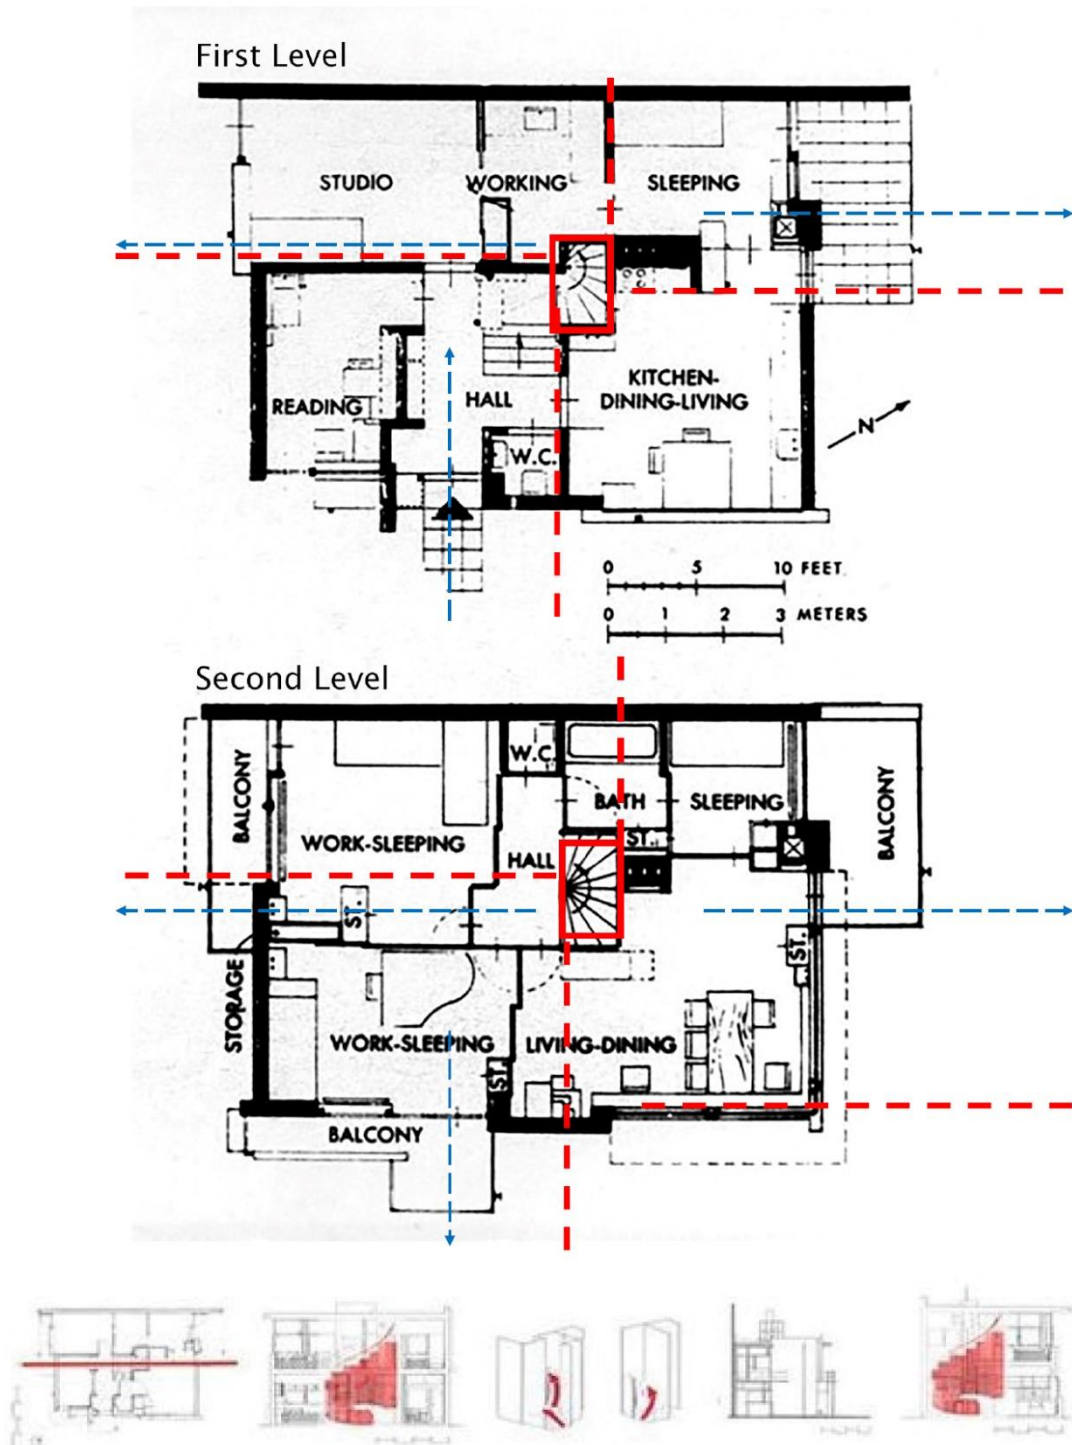 First Level
STUDIO
WORKING
SLEEPING
READING
HALL
KITCHEN-
DINING-LIVING
W.C.
N
0 5 10 FEET
0 1 2 3 METERS
Second Level
BALCONY
W.C.
BATH
SLEEPING
BALCONY
WORK-SLEEPING
HALL
ST.
ST.
ST.
STORAGE
WORK-SLEEPING
LIVING-DINING
ST.
BALCONY